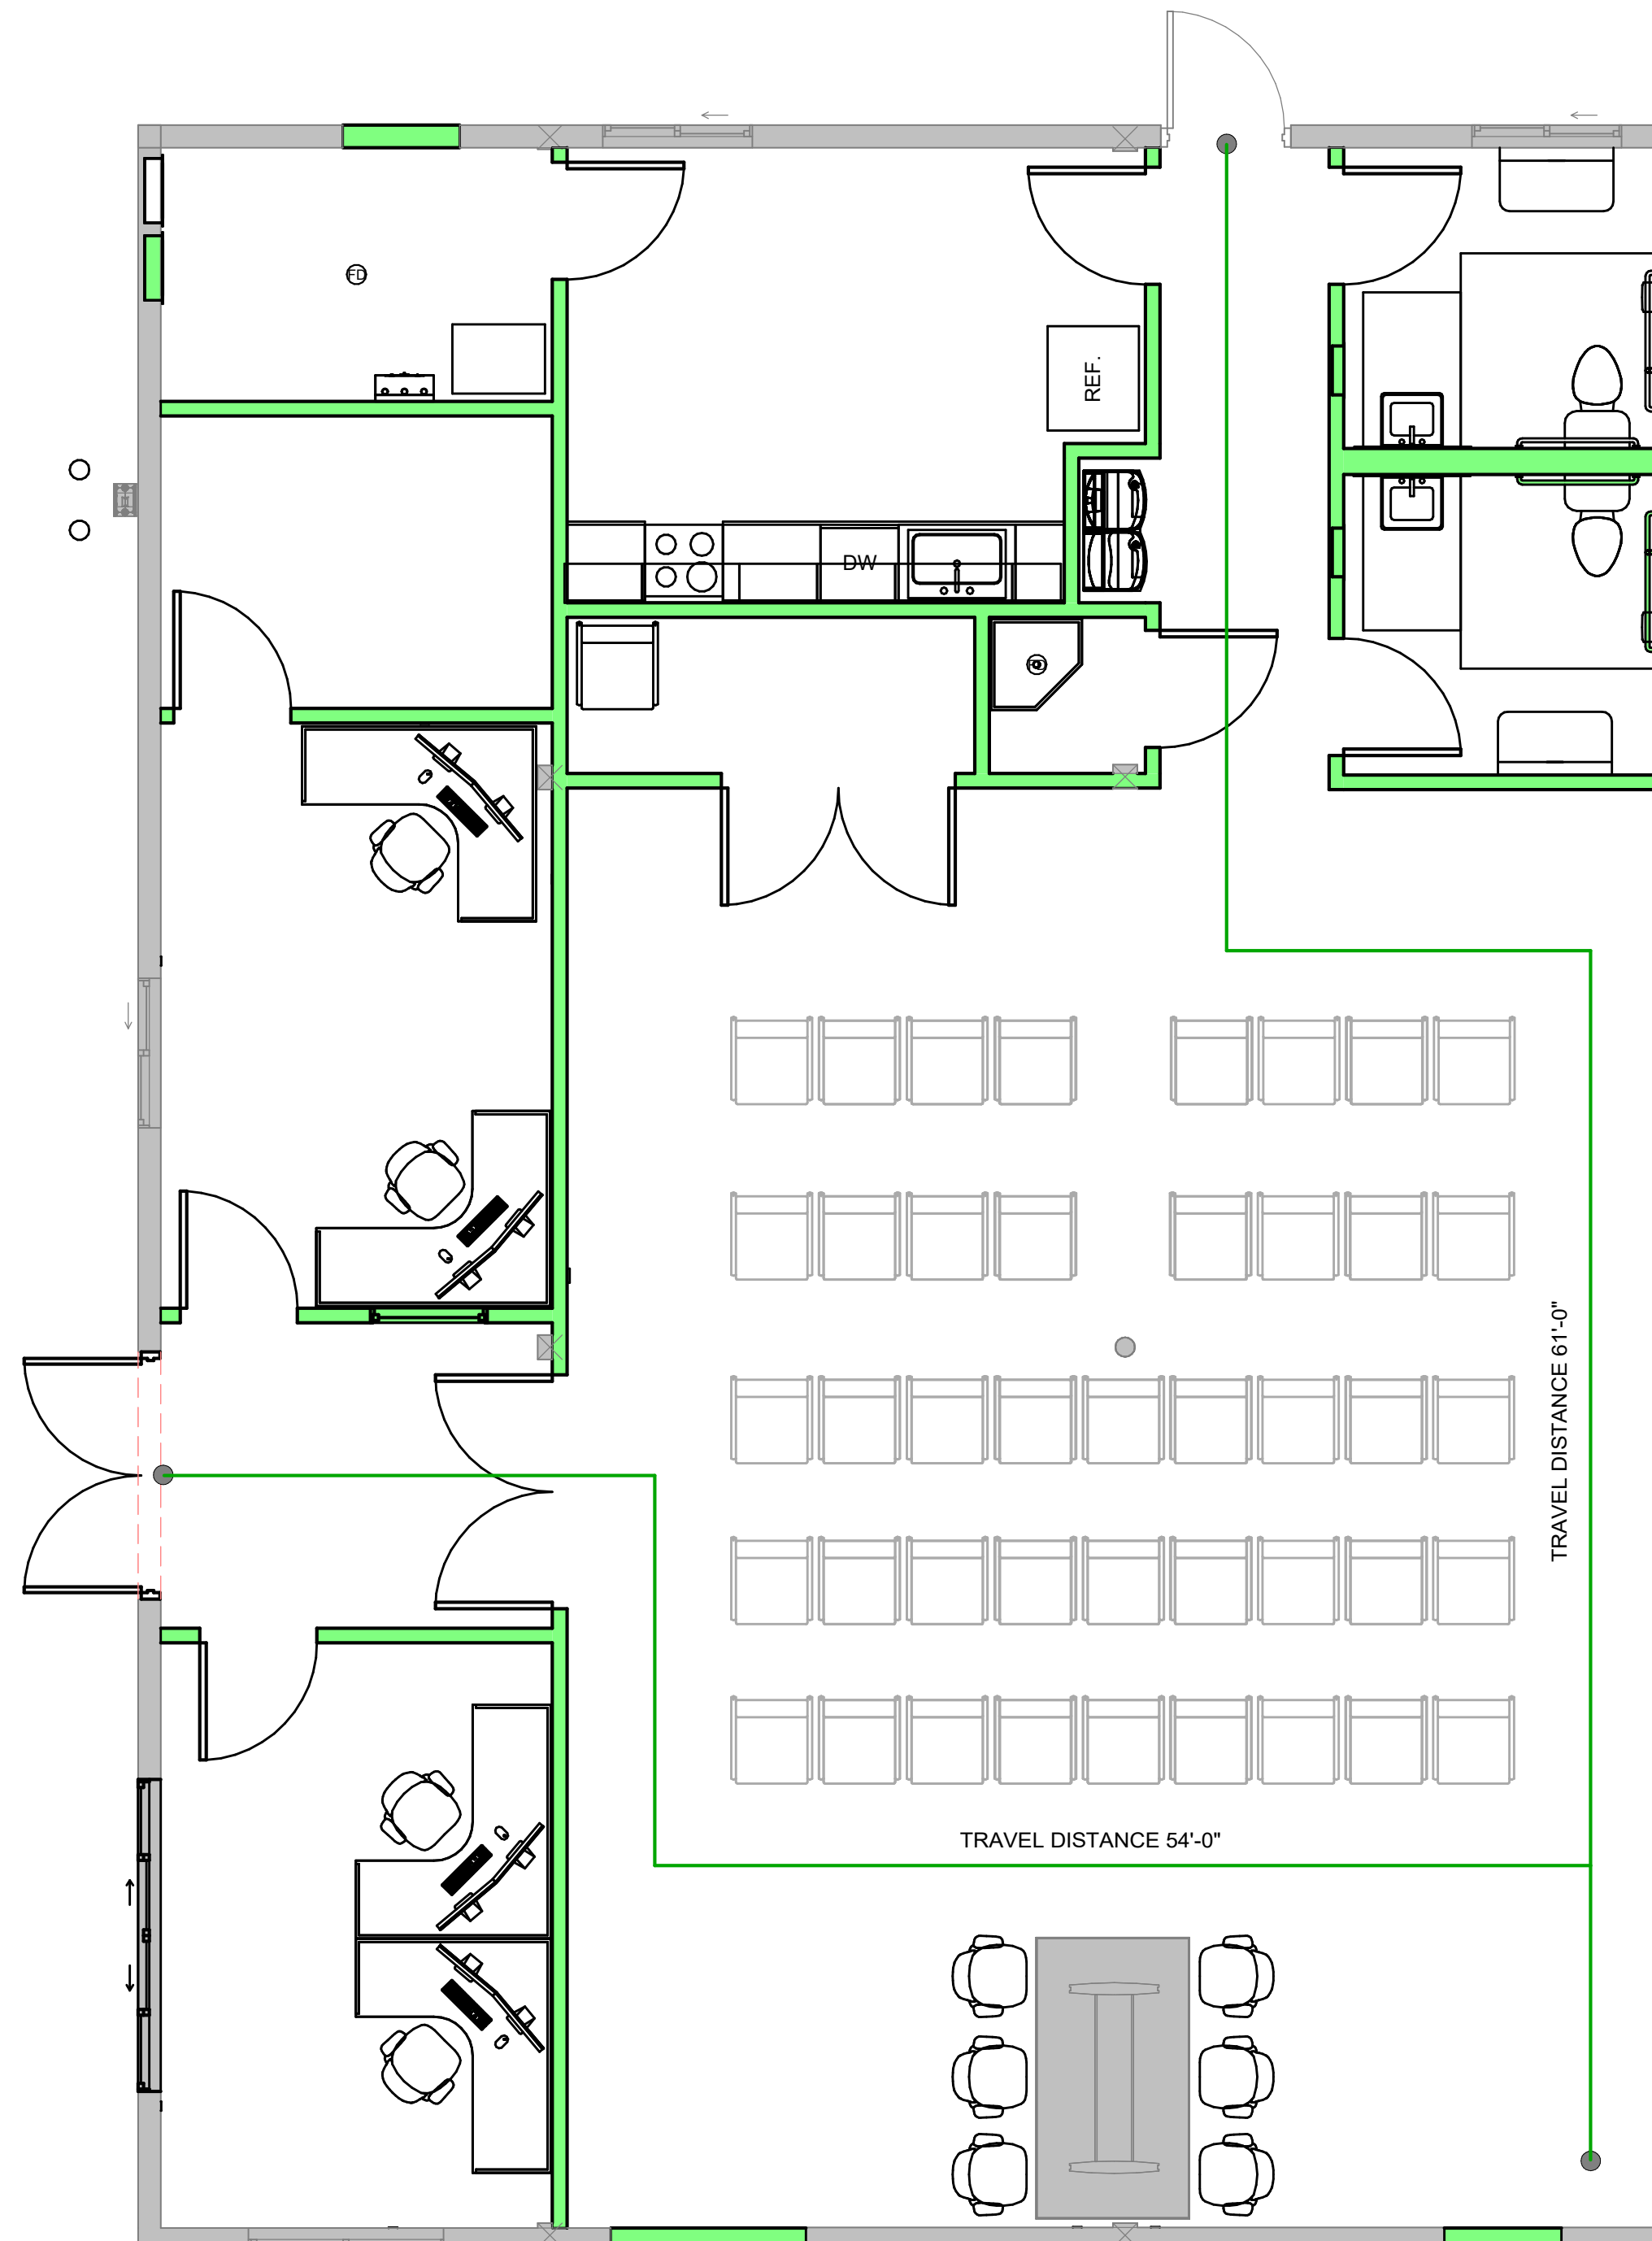 FD
REF.
DW
FD
TRAVEL DISTANCE 61'-0"
TRAVEL DISTANCE 54'-0"